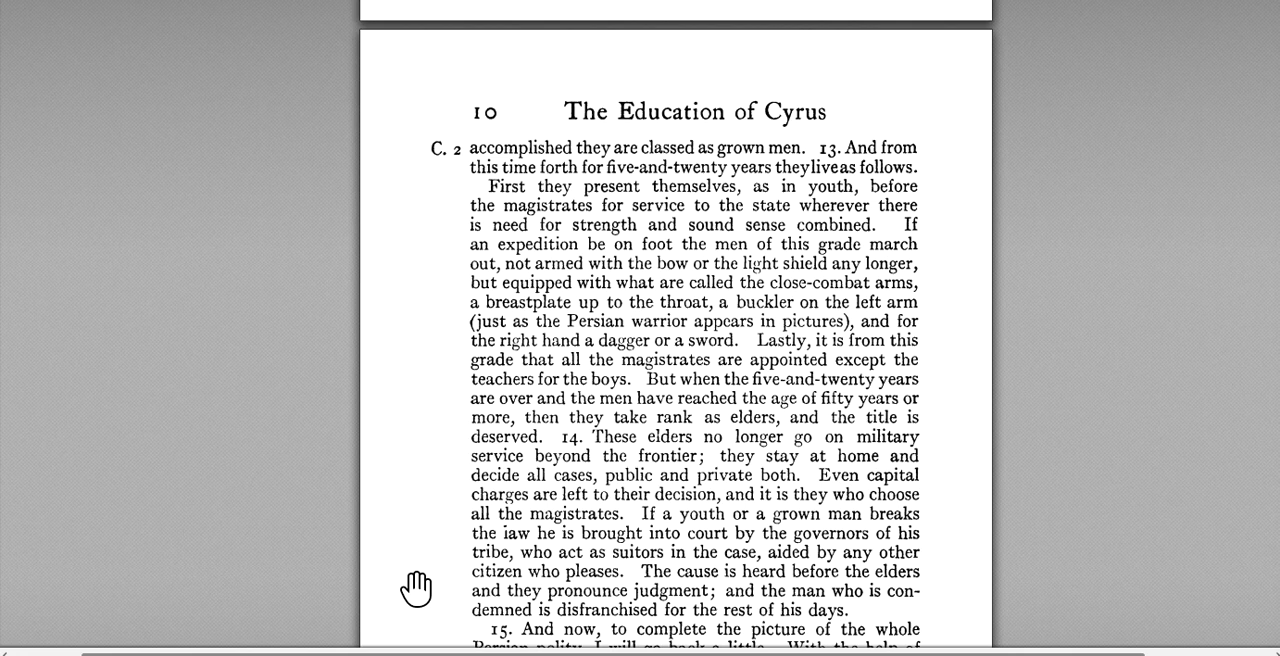 10 The Education of Cyrus
C. 2 accomplished they are classed as grown men. 13. And from
this time forth for five-and-twenty years they live as follows.
First they present themselves, as in youth, before
the magistrates for service to the state wherever there
is need for strength and sound sense combined. If
an expedition be on foot the men of this grade march
out, not armed with the bow or the light shield any longer,
but equipped with what are called the close-combat arms,
a breastplate up to the throat, a buckler on the left arm
(just as the Persian warrior appears in pictures), and for
the right hand a dagger or a sword. Lastly, it is from this
grade that all the magistrates are appointed except the
teachers for the boys. But when the five-and-twenty years
are over and the men have reached the age of fifty years or
more, then they take rank as elders, and the title is
deserved. 14. These elders no longer go on military
service beyond the frontier; they stay at home and
decide all cases, public and private both. Even capital
charges are left to their decision, and it is they who choose
all the magistrates. If a youth or a grown man breaks
the law he is brought into court by the governors of his
tribe, who act as suitors in the case, aided by any other
citizen who pleases. The cause is heard before the elders
and they pronounce judgment; and the man who is con-
demned is disfranchised for the rest of his days.
15. And now, to complete the picture of the whole
Persian polity, I will go back a little. With the help of